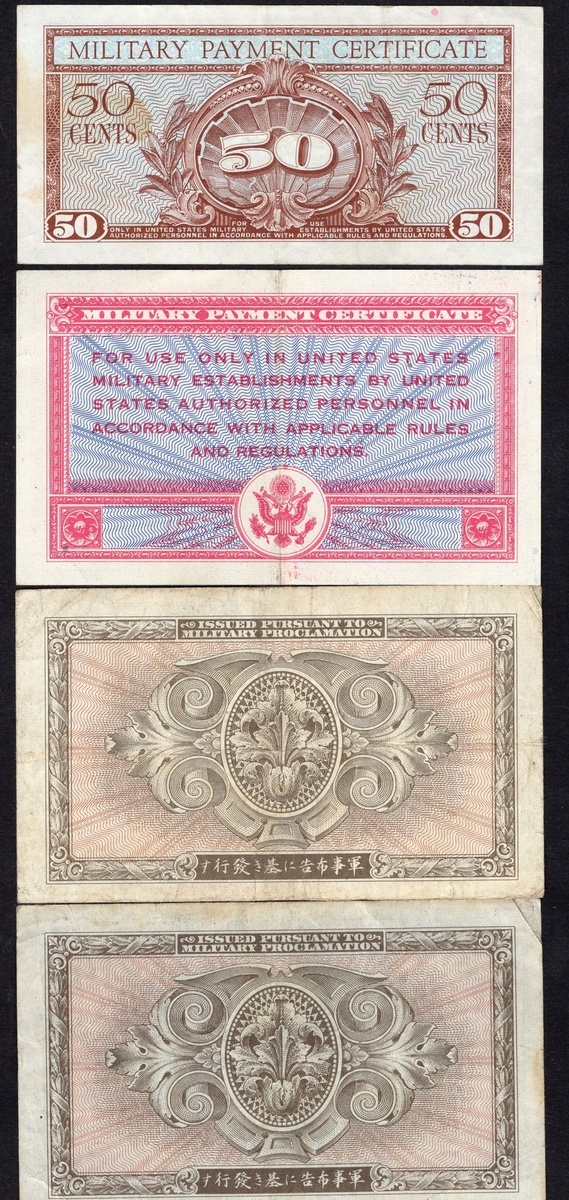 MILITARY PAYMENT CERTIFICATE
50 50
CENTS CENTS
50
50 50
FOR USE
ONLY IN UNITED STATES MILITARY ESTABLISHMENTS BY UNITED STATES
AUTHORIZED PERSONNEL IN ACCORDANCE WITH APPLICABLE RULES AND REGULATIONS.
MILITARY PAYMENT CERTIFICATE
FOR USE ONLY IN UNITED STATES
MILITARY ESTABLISHMENTS BY UNITED
STATES AUTHORIZED PERSONNEL IN
ACCORDANCE WITH APPLICABLE RULES
AND REGULATIONS.
ISSUED PURSUANT TO
MILITARY PROCLAMATION
す行發き基に告布事軍
ISSUED PURSUANT TO
MILITARY PROCLAMATION
す行發き基に告布事軍